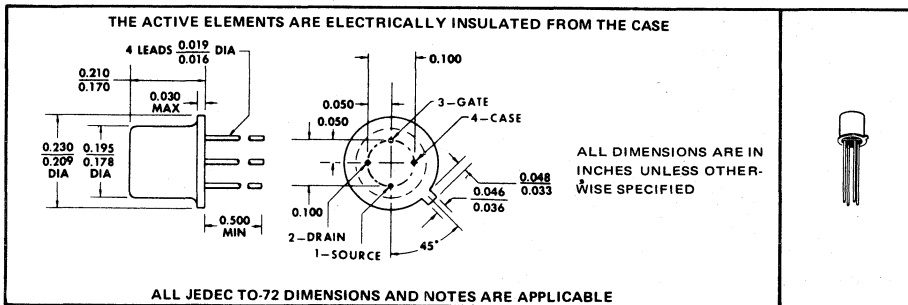 THE ACTIVE ELEMENTS ARE ELECTRICALLY INSULATED FROM THE CASE
4 LEADS 0.019
0.016 DIA
0.210
0.170
0.030
MAX
0.100
0.050
0.050
3-GATE
4-CASE
0.230
0.209
DIA
0.195
0.178
DIA
ALL DIMENSIONS ARE IN
INCHES UNLESS OTHER-
WISE SPECIFIED
0.048
0.033
0.046
0.036
0.100
0.500
MIN
2-DRAIN
1-SOURCE
45°
ALL JEDEC TO-72 DIMENSIONS AND NOTES ARE APPLICABLE